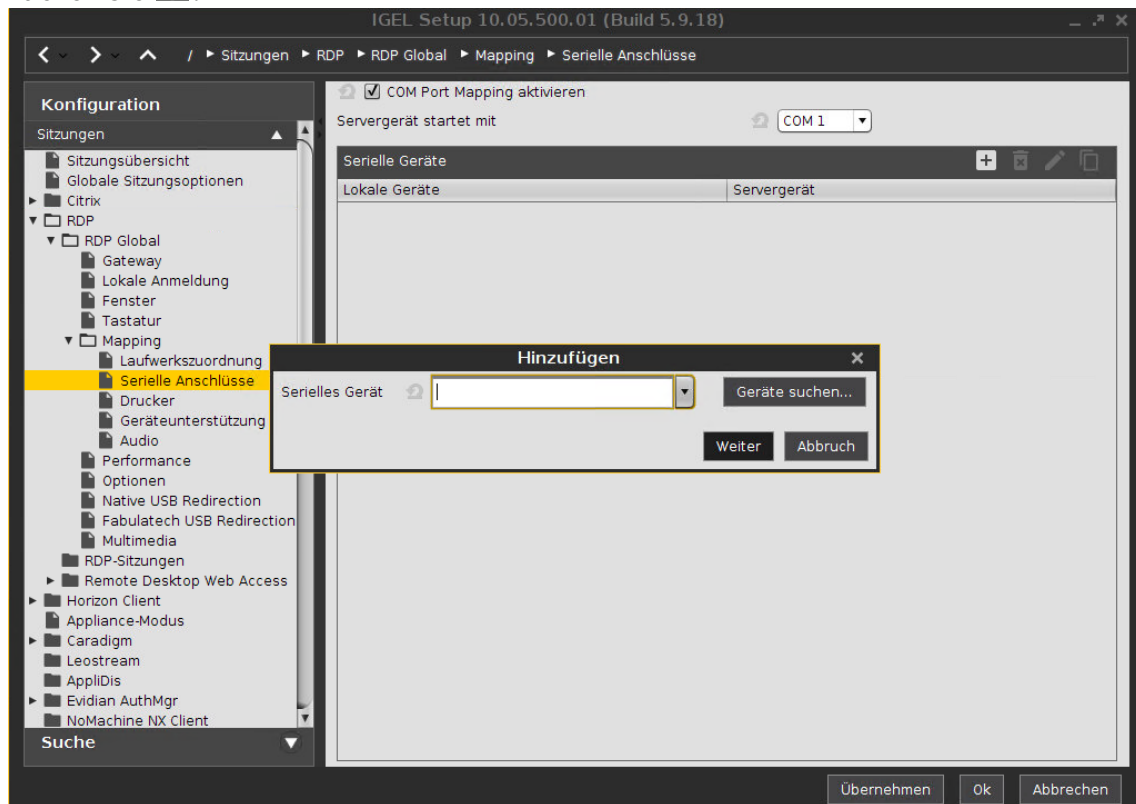 IGEL Setup 10.05.500.01 (Build 5.9.18)
/ Sitzungen RDP RDP Global Mapping Serielle Anschlüsse
Konfiguration
Sitzungen
Sitzungsübersicht
Globale Sitzungsoptionen
Citrix
RDP
RDP Global
Gateway
Lokale Anmeldung
Fenster
Tastatur
Mapping
Laufwerkszuordnung
Serielle Anschlüsse
Drucker
Geräteunterstützung
Audio
Performance
Optionen
Native USB Redirection
Fabulatech USB Redirection
Multimedia
RDP-Sitzungen
Remote Desktop Web Access
Horizon Client
Appliance-Modus
Caradigm
Leostream
AppliDis
Evidian AuthMgr
NoMachine NX Client
Suche
COM Port Mapping aktivieren
Servergerät startet mit COM 1
Serielle Geräte
Lokale Geräte Servergerät
Hinzufügen
Serielles Gerät Geräte suchen...
Weiter Abbruch
Übernehmen Ok Abbrechen